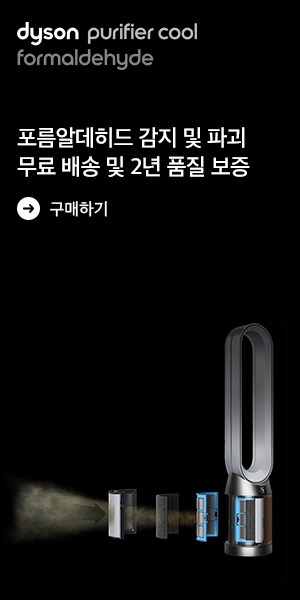 dyson purifier cool
formaldehyde
포름알데히드 감지 및 파괴
무료 배송 및 2년 품질 보증
구매하기